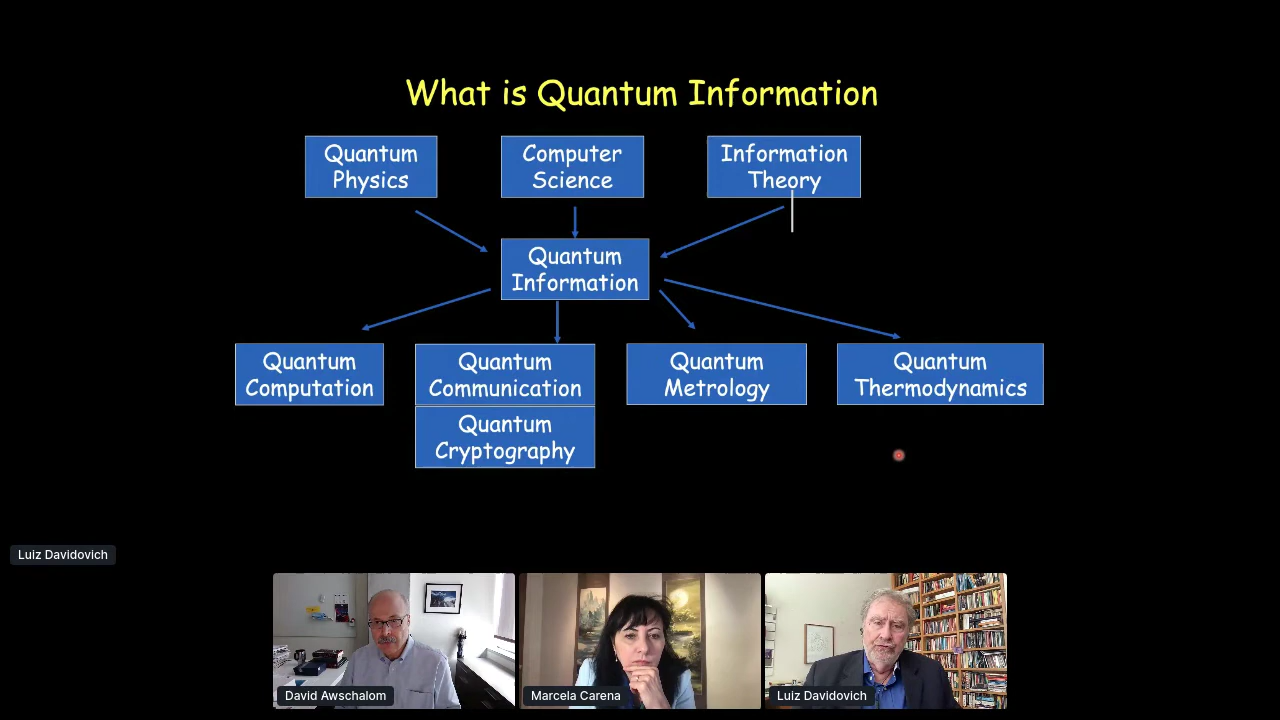 What is Quantum Information
Quantum
Physics
Computer
Science
Information
Theory
Quantum
Information
Quantum
Computation
Quantum
Communication
Quantum
Cryptography
Quantum
Metrology
Quantum
Thermodynamics
Luiz Davidovich
David Awschalom
Marcela Carena
Luiz Davidovich